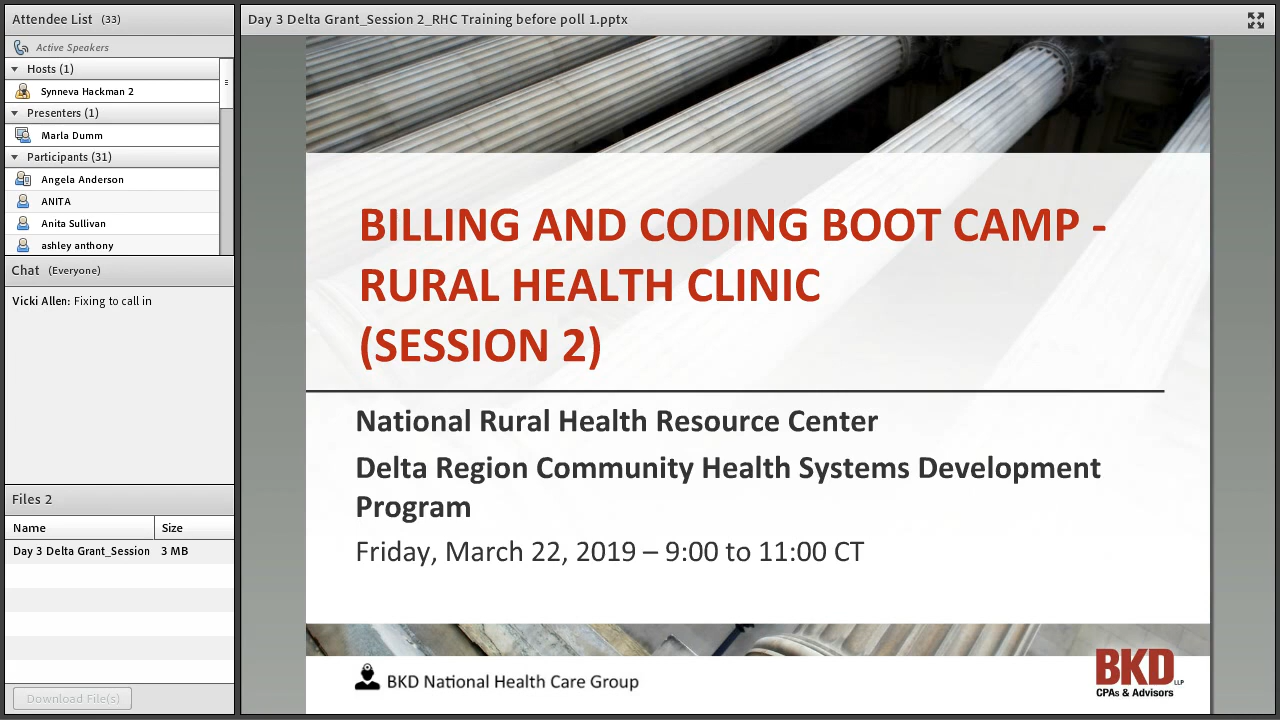 Attendee List (33)
Active Speakers
Hosts (1)
Synneva Hackman 2
Presenters (1)
Marla Dumm
Participants (31)
Angela Anderson
ANITA
Anita Sullivan
ashley anthony
Chat (Everyone)
Vicki Allen: Fixing to call in
Files 2
Name Size
Day 3 Delta Grant_Session 3 MB
Download File(s)
Day 3 Delta Grant_Session 2_RHC Training before poll 1.pptx
BILLING AND CODING BOOT CAMP -
RURAL HEALTH CLINIC
(SESSION 2)
National Rural Health Resource Center
Delta Region Community Health Systems Development
Program
Friday, March 22, 2019 – 9:00 to 11:00 CT
BKD National Health Care Group
BKD LLP
CPAs & Advisors